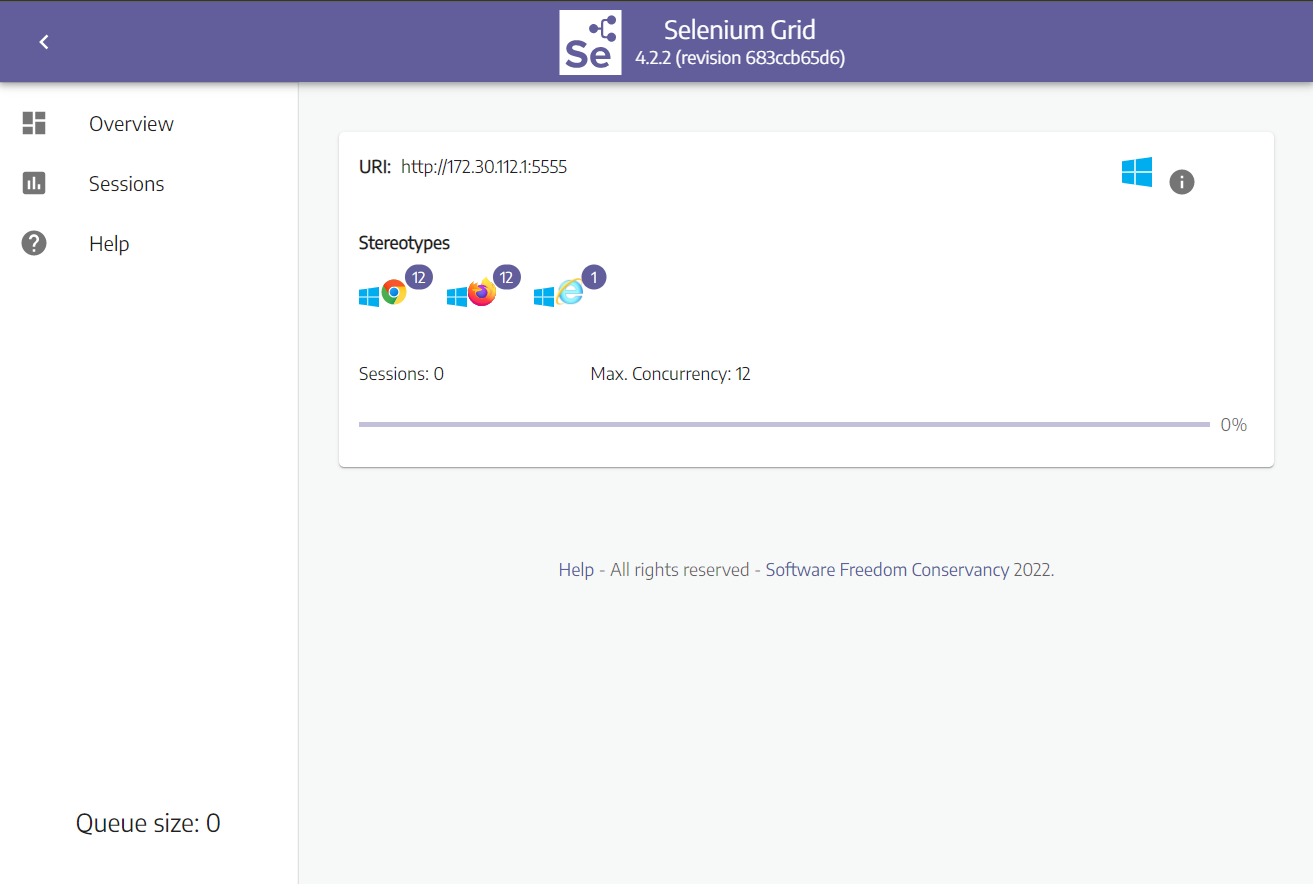 Se
Selenium Grid
4.2.2 (revision 683ccb65d6)
Overview
Sessions
Help
Queue size: 0
URI: http://172.30.112.1:5555
Stereotypes
12 12 1
Sessions: 0 Max. Concurrency: 12
0%
Help - All rights reserved - Software Freedom Conservancy 2022.